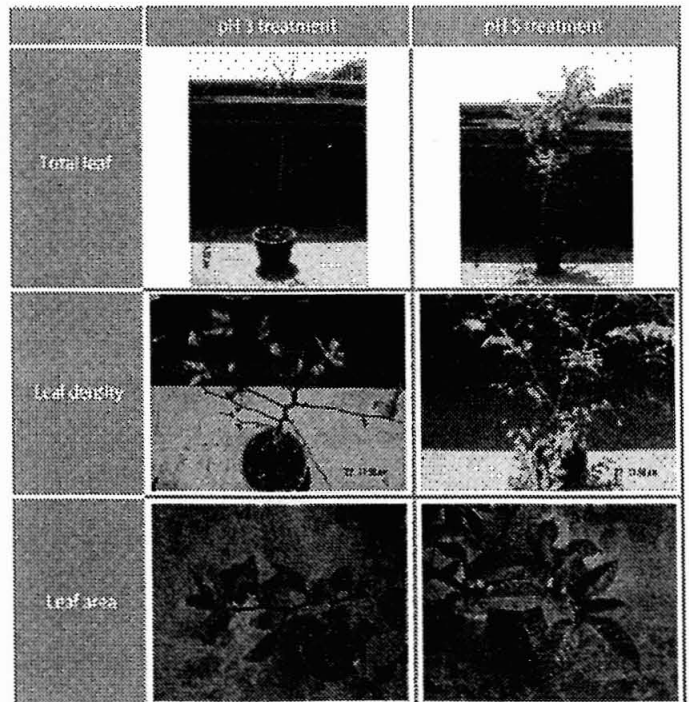 pH 3 treatment
pH 5 treatment
Total leaf
Leaf density
Leaf area